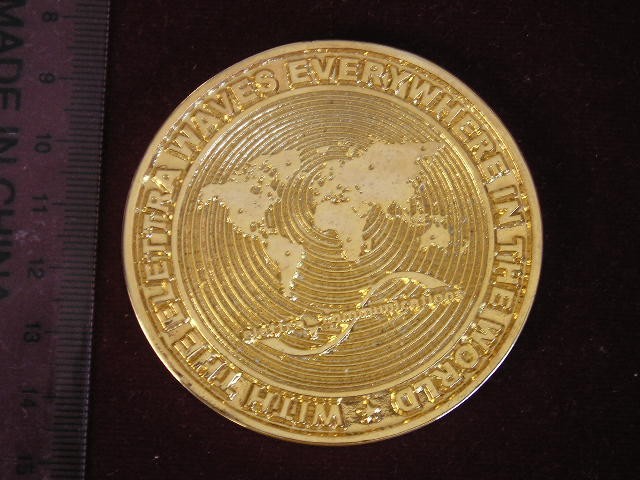 WITH THE ELETTRA WAVES EVERYWHERE IN THE WORLD
Communications
MADE IN CHINA
8
9
10
11
12
13
14
15